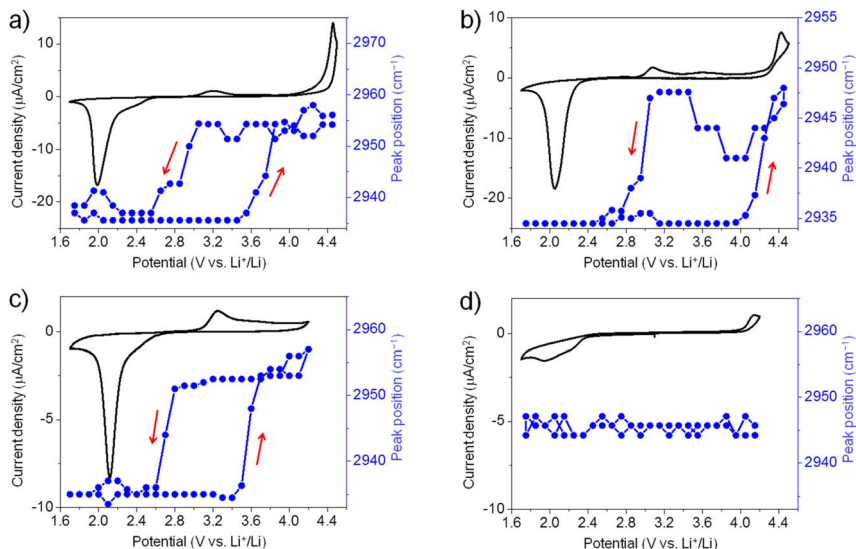 a)
Current density (μA/cm²)
10
0
-10
-20
1.6 2.0 2.4 2.8 3.2 3.6 4.0 4.4
Potential (V vs. Li⁺/Li)
2970
2960
2950
2940
Peak position (cm⁻¹)
b)
Current density (μA/cm²)
10
0
-10
-20
1.6 2.0 2.4 2.8 3.2 3.6 4.0 4.4
Potential (V vs. Li⁺/Li)
2955
2950
2945
2940
2935
Peak position (cm⁻¹)
c)
Current density (μA/cm²)
0
-5
-10
1.6 2.0 2.4 2.8 3.2 3.6 4.0 4.4
Potential (V vs. Li⁺/Li)
2960
2950
2940
Peak position (cm⁻¹)
d)
Current density (μA/cm²)
0
-5
-10
1.6 2.0 2.4 2.8 3.2 3.6 4.0 4.4
Potential (V vs. Li⁺/Li)
2960
2950
2940
Peak position (cm⁻¹)